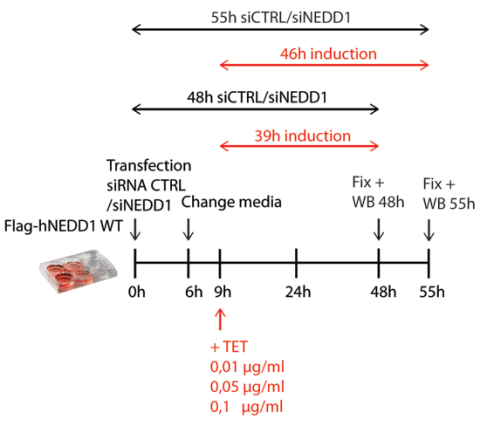 55h siCTRL/siNEDD1
46h induction
48h siCTRL/siNEDD1
39h induction
Transfection
siRNA CTRL
/siNEDD1
Change media
Fix +
WB 48h
Fix +
WB 55h
Flag-hNEDD1 WT
0h
6h
9h
24h
48h
55h
+ TET
0,01 µg/ml
0,05 µg/ml
0,1 µg/ml